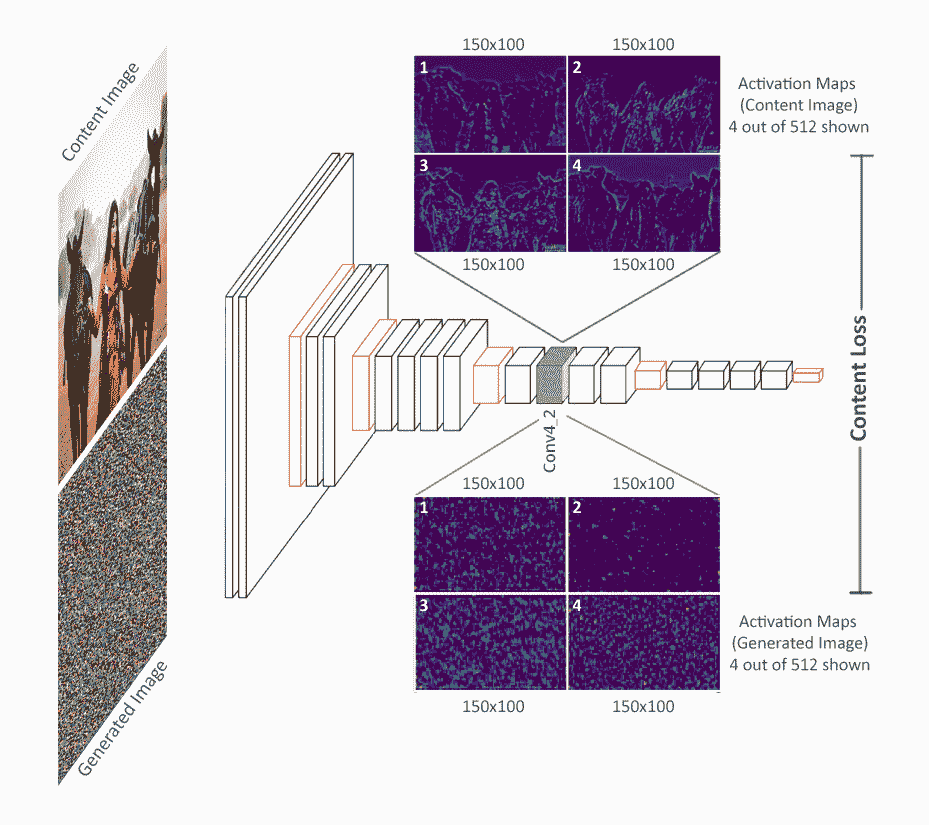 Content Image
Generated Image
150x100
150x100
1
2
3
4
150x100
150x100
Activation Maps
(Content Image)
4 out of 512 shown
Content Loss
Conv4_2
150x100
150x100
1
2
3
4
150x100
150x100
Activation Maps
(Generated Image)
4 out of 512 shown